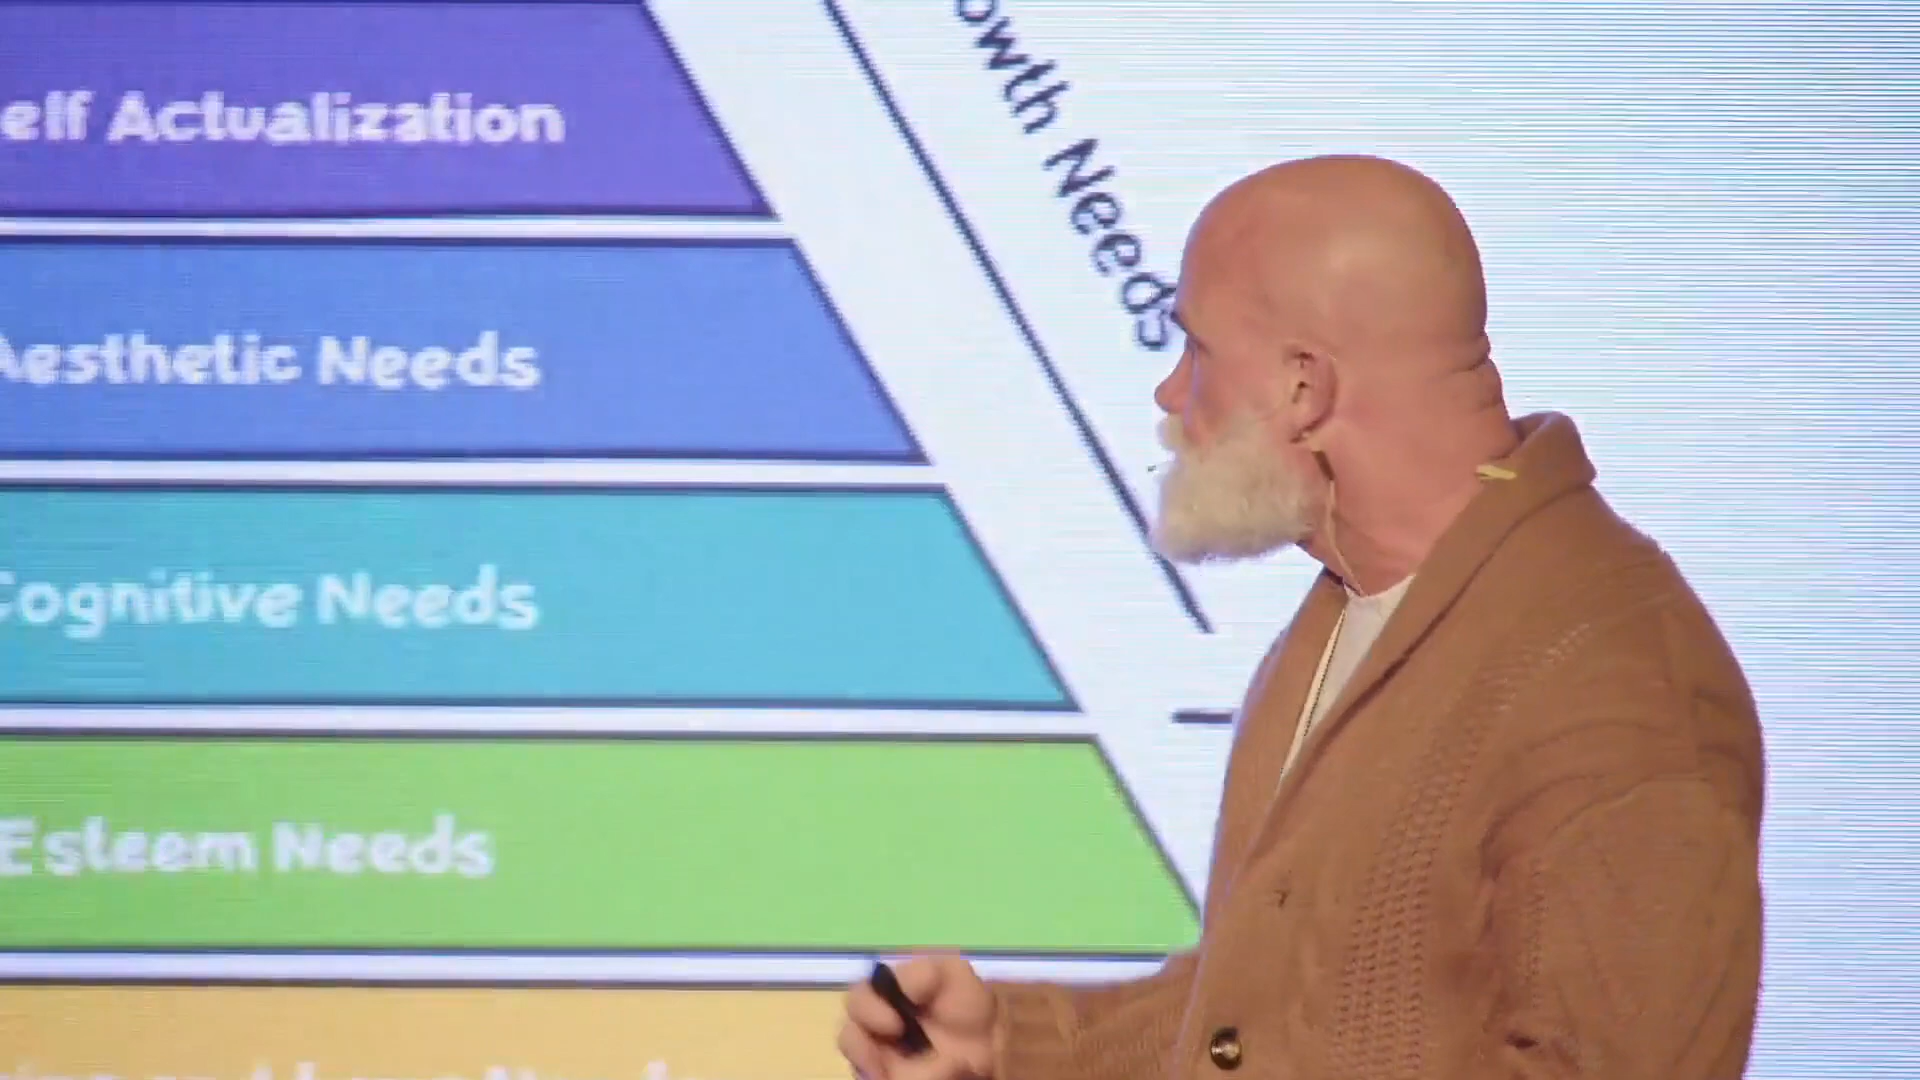 elf Actualization
owth Needs
Aesthetic Needs
Cognitive Needs
Esteem Needs